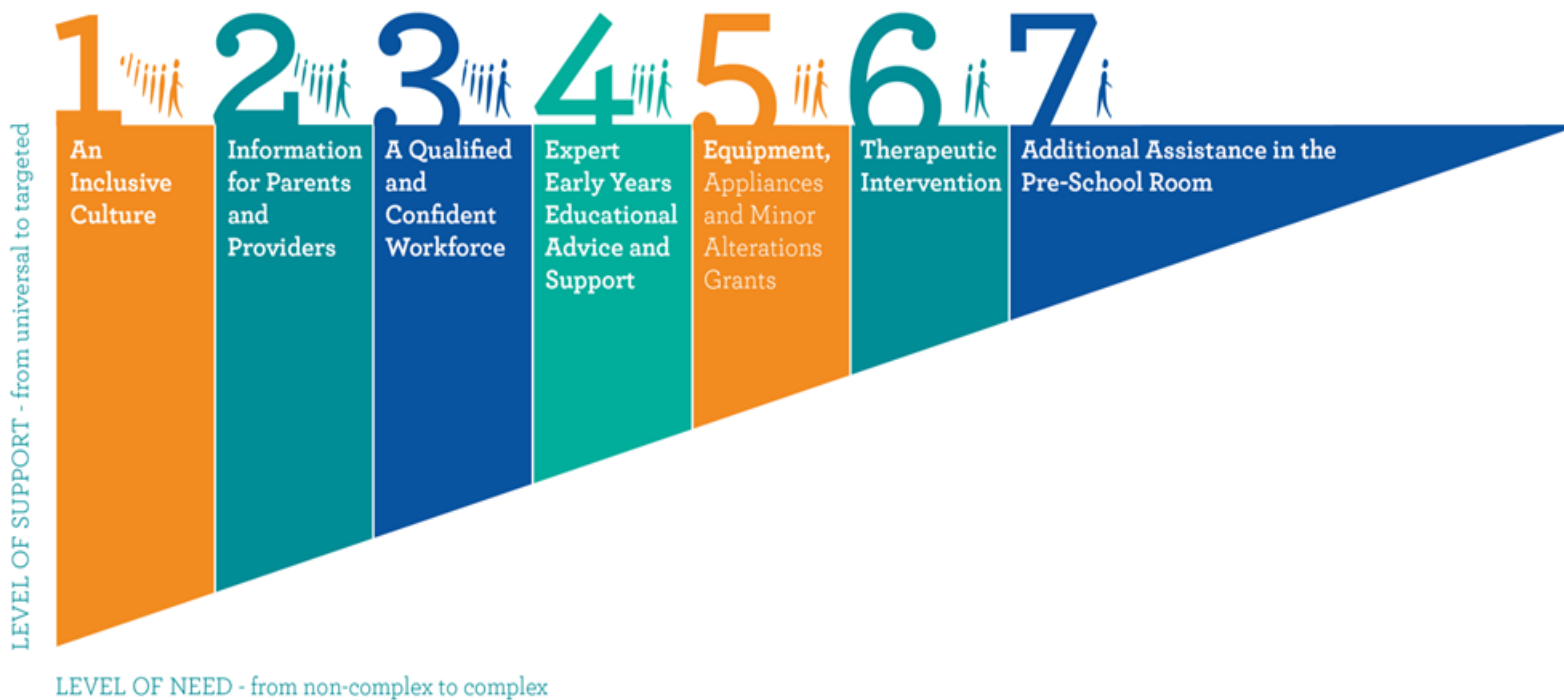 1
An
Inclusive
Culture
2
Information
for Parents
and
Providers
3
A Qualified
and
Confident
Workforce
4
Expert
Early Years
Educational
Advice and
Support
5
Equipment,
Appliances
and Minor
Alterations
Grants
6
Therapeutic
Intervention
7
Additional Assistance in the
Pre-School Room
LEVEL OF SUPPORT - from universal to targeted
LEVEL OF NEED - from non-complex to complex